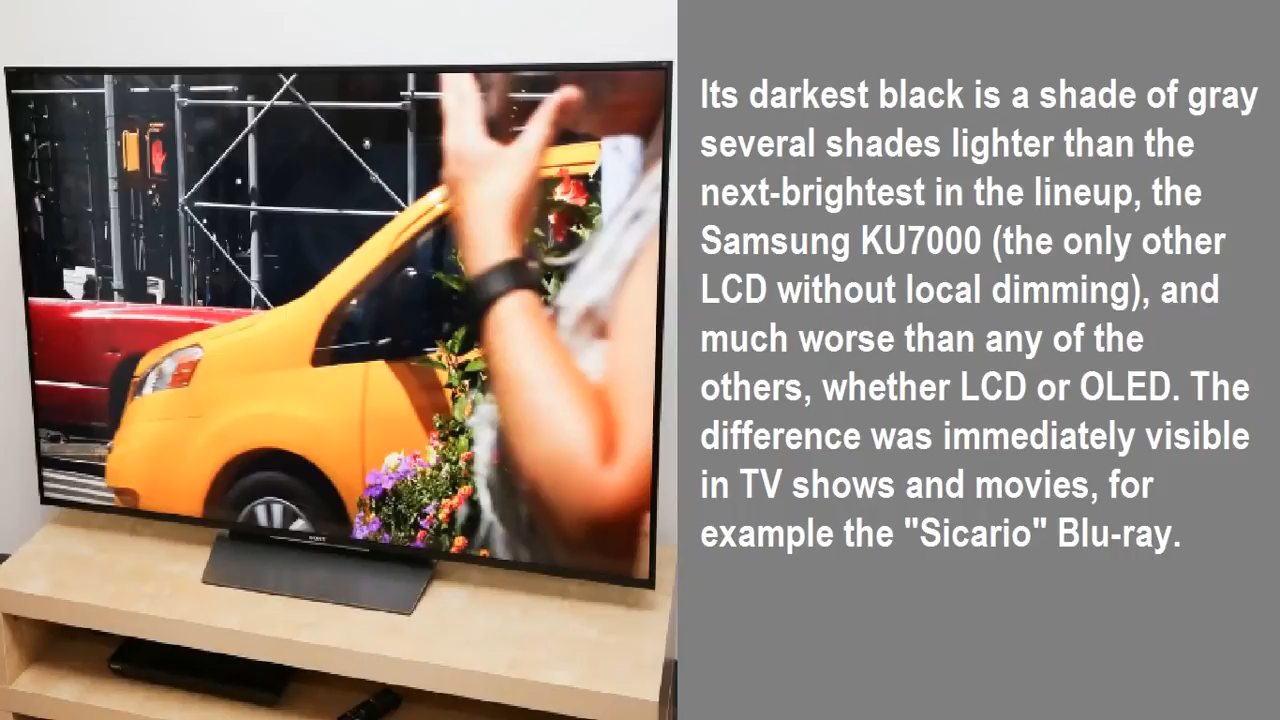 Its darkest black is a shade of gray
several shades lighter than the
next-brightest in the lineup, the
Samsung KU7000 (the only other
LCD without local dimming), and
much worse than any of the
others, whether LCD or OLED. The
difference was immediately visible
in TV shows and movies, for
example the "Sicario" Blu-ray.
SONY